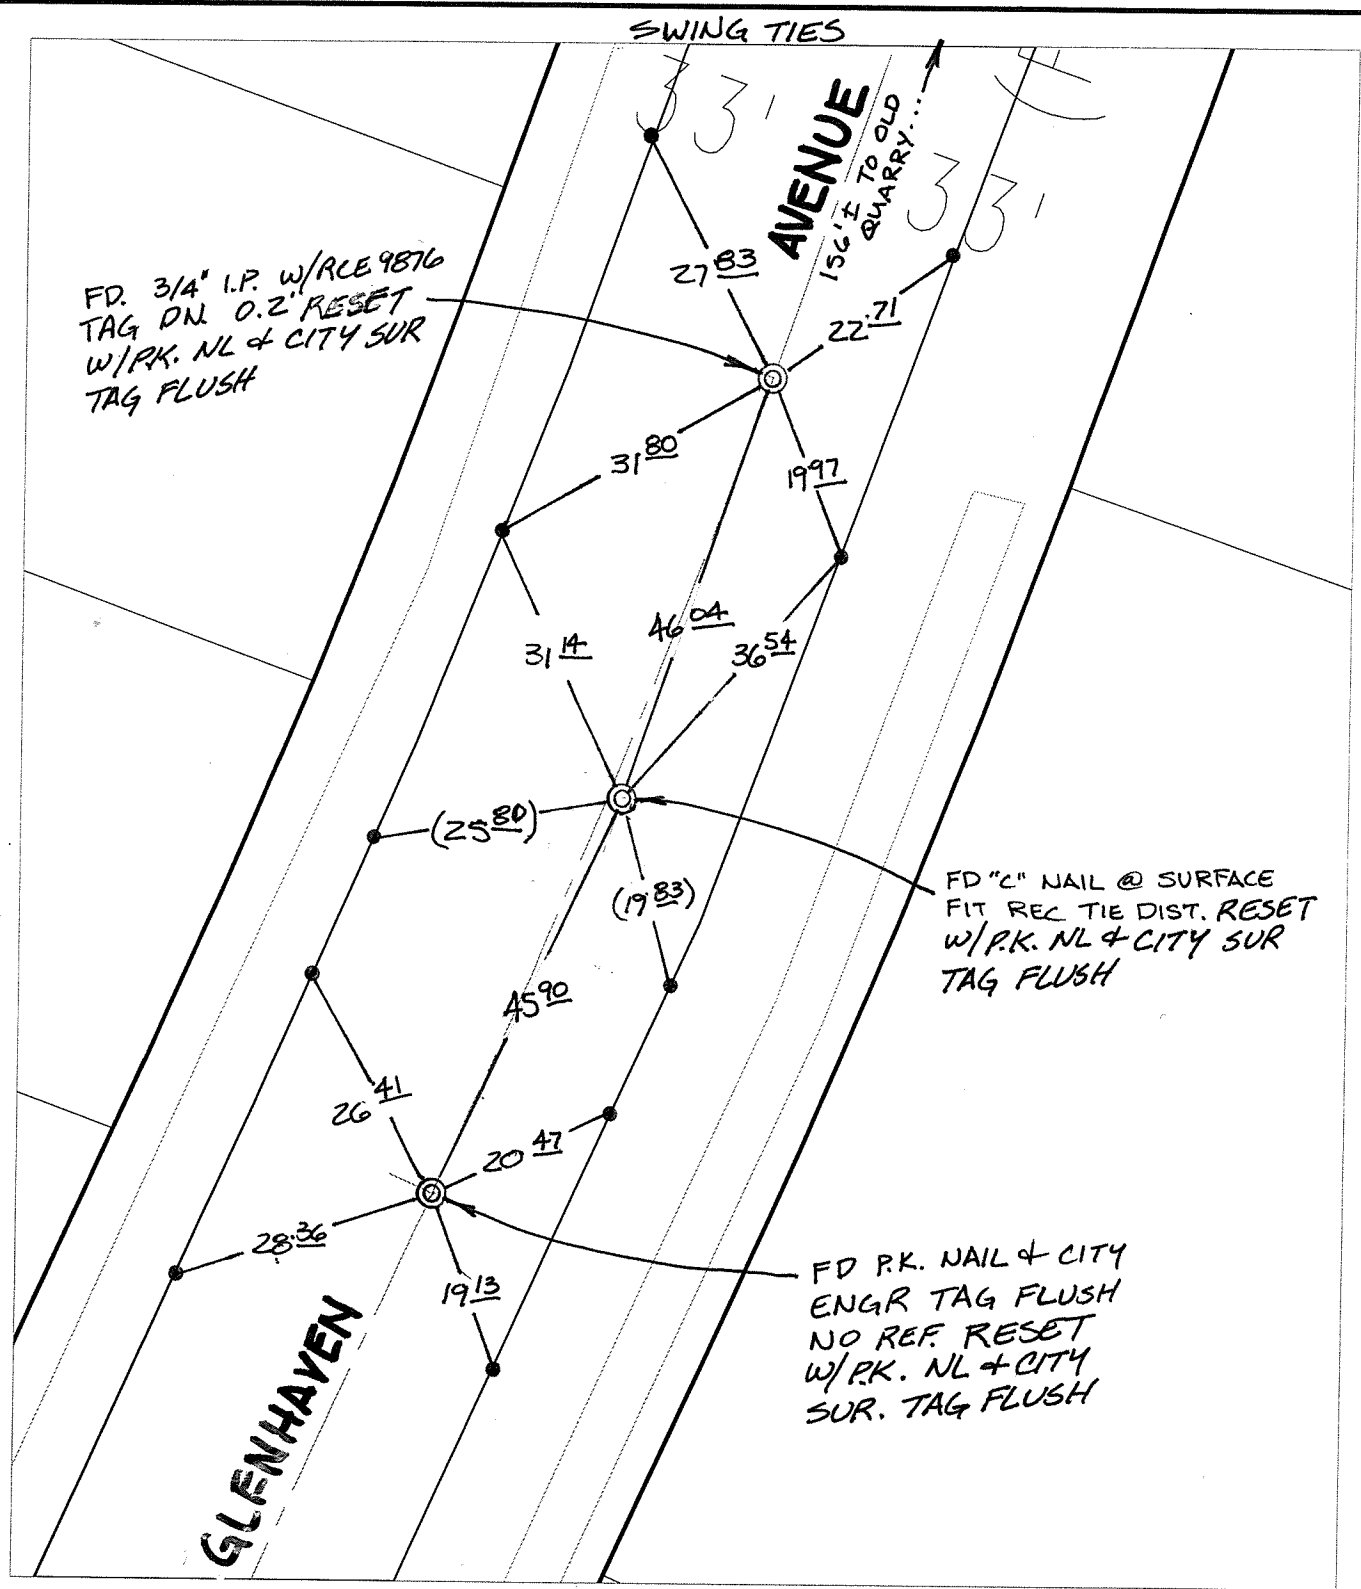 SWING TIES
33'
AVENUE
156'± TO OLD
QUARRY....
33'
27 83
22.71
FD. 3/4" I.P. W/RCE 9876
TAG DN. 0.2' RESET
W/P.K. NL & CITY SUR
TAG FLUSH
31 80
19 97
46 04
31 14
36 54
(25 80)
(19 83)
FD "C" NAIL @ SURFACE
FIT REC TIE DIST. RESET
W/P.K. NL & CITY SUR
TAG FLUSH
45 90
26 41
20 47
28.36
19 13
FD P.K. NAIL & CITY
ENGR TAG FLUSH
NO REF. RESET
W/P.K. NL & CITY
SUR. TAG FLUSH
GLENHAVEN